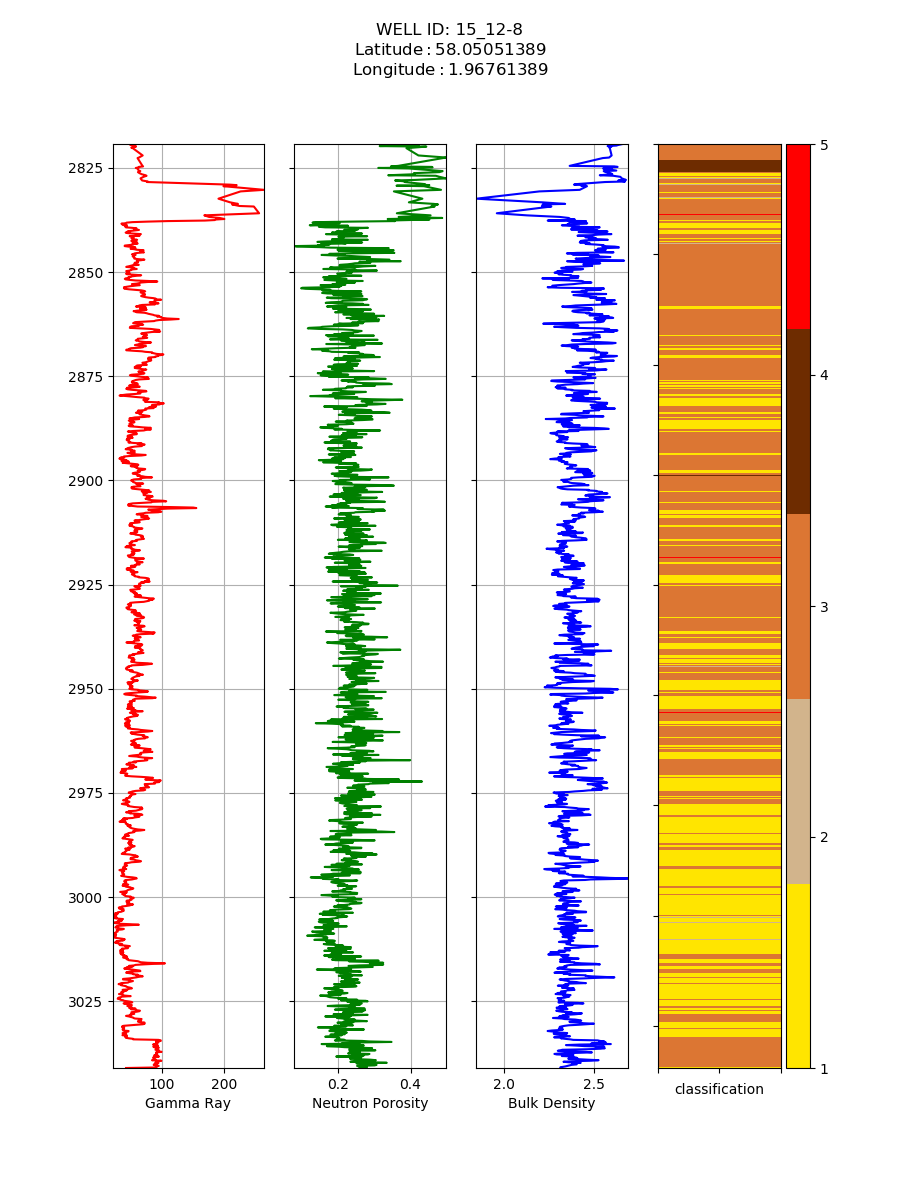 WELL ID: 15_12-8
Latitude : 58.05051389
Longitude : 1.96761389
2825
2850
2875
2900
2925
2950
2975
3000
3025
100 200
0.2 0.4
2.0 2.5
Gamma Ray
Neutron Porosity
Bulk Density
classification
5
4
3
2
1